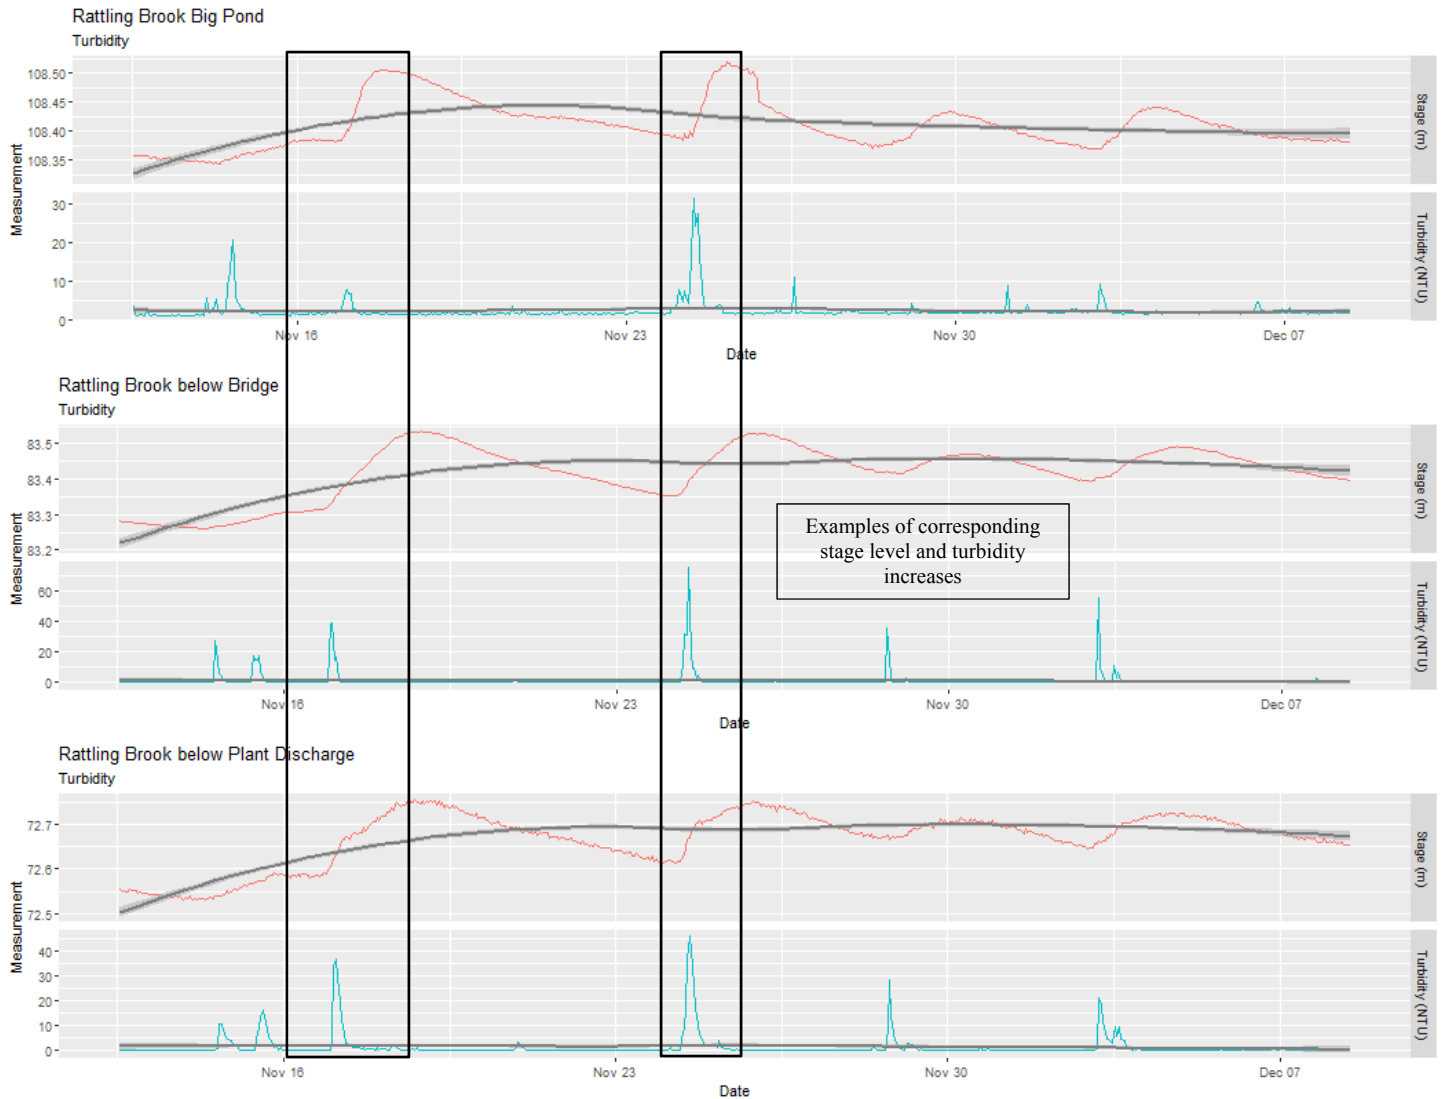 Rattling Brook Big Pond
Turbidity
108.50
108.45
108.40
108.35
Stage (m)
30
20
10
0
Turbidity (NTU)
Measurement
Nov 16
Nov 23
Nov 30
Dec 07
Date
Rattling Brook below Bridge
Turbidity
83.5
83.4
83.3
83.2
Stage (m)
Examples of corresponding
stage level and turbidity
increases
60
40
20
0
Turbidity (NTU)
Measurement
Nov 16
Nov 23
Nov 30
Dec 07
Date
Rattling Brook below Plant Discharge
Turbidity
72.7
72.6
72.5
Stage (m)
40
30
20
10
0
Turbidity (NTU)
Measurement
Nov 16
Nov 23
Nov 30
Dec 07
Date